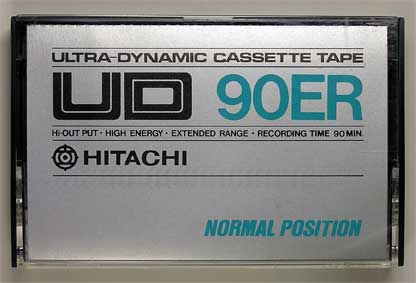 ULTRA-DYNAMIC CASSETTE TAPE
UD 90ER
Hi-OUT PUT · HIGH ENERGY · EXTENDED RANGE · RECORDING TIME 90 MIN.
HITACHI
NORMAL POSITION